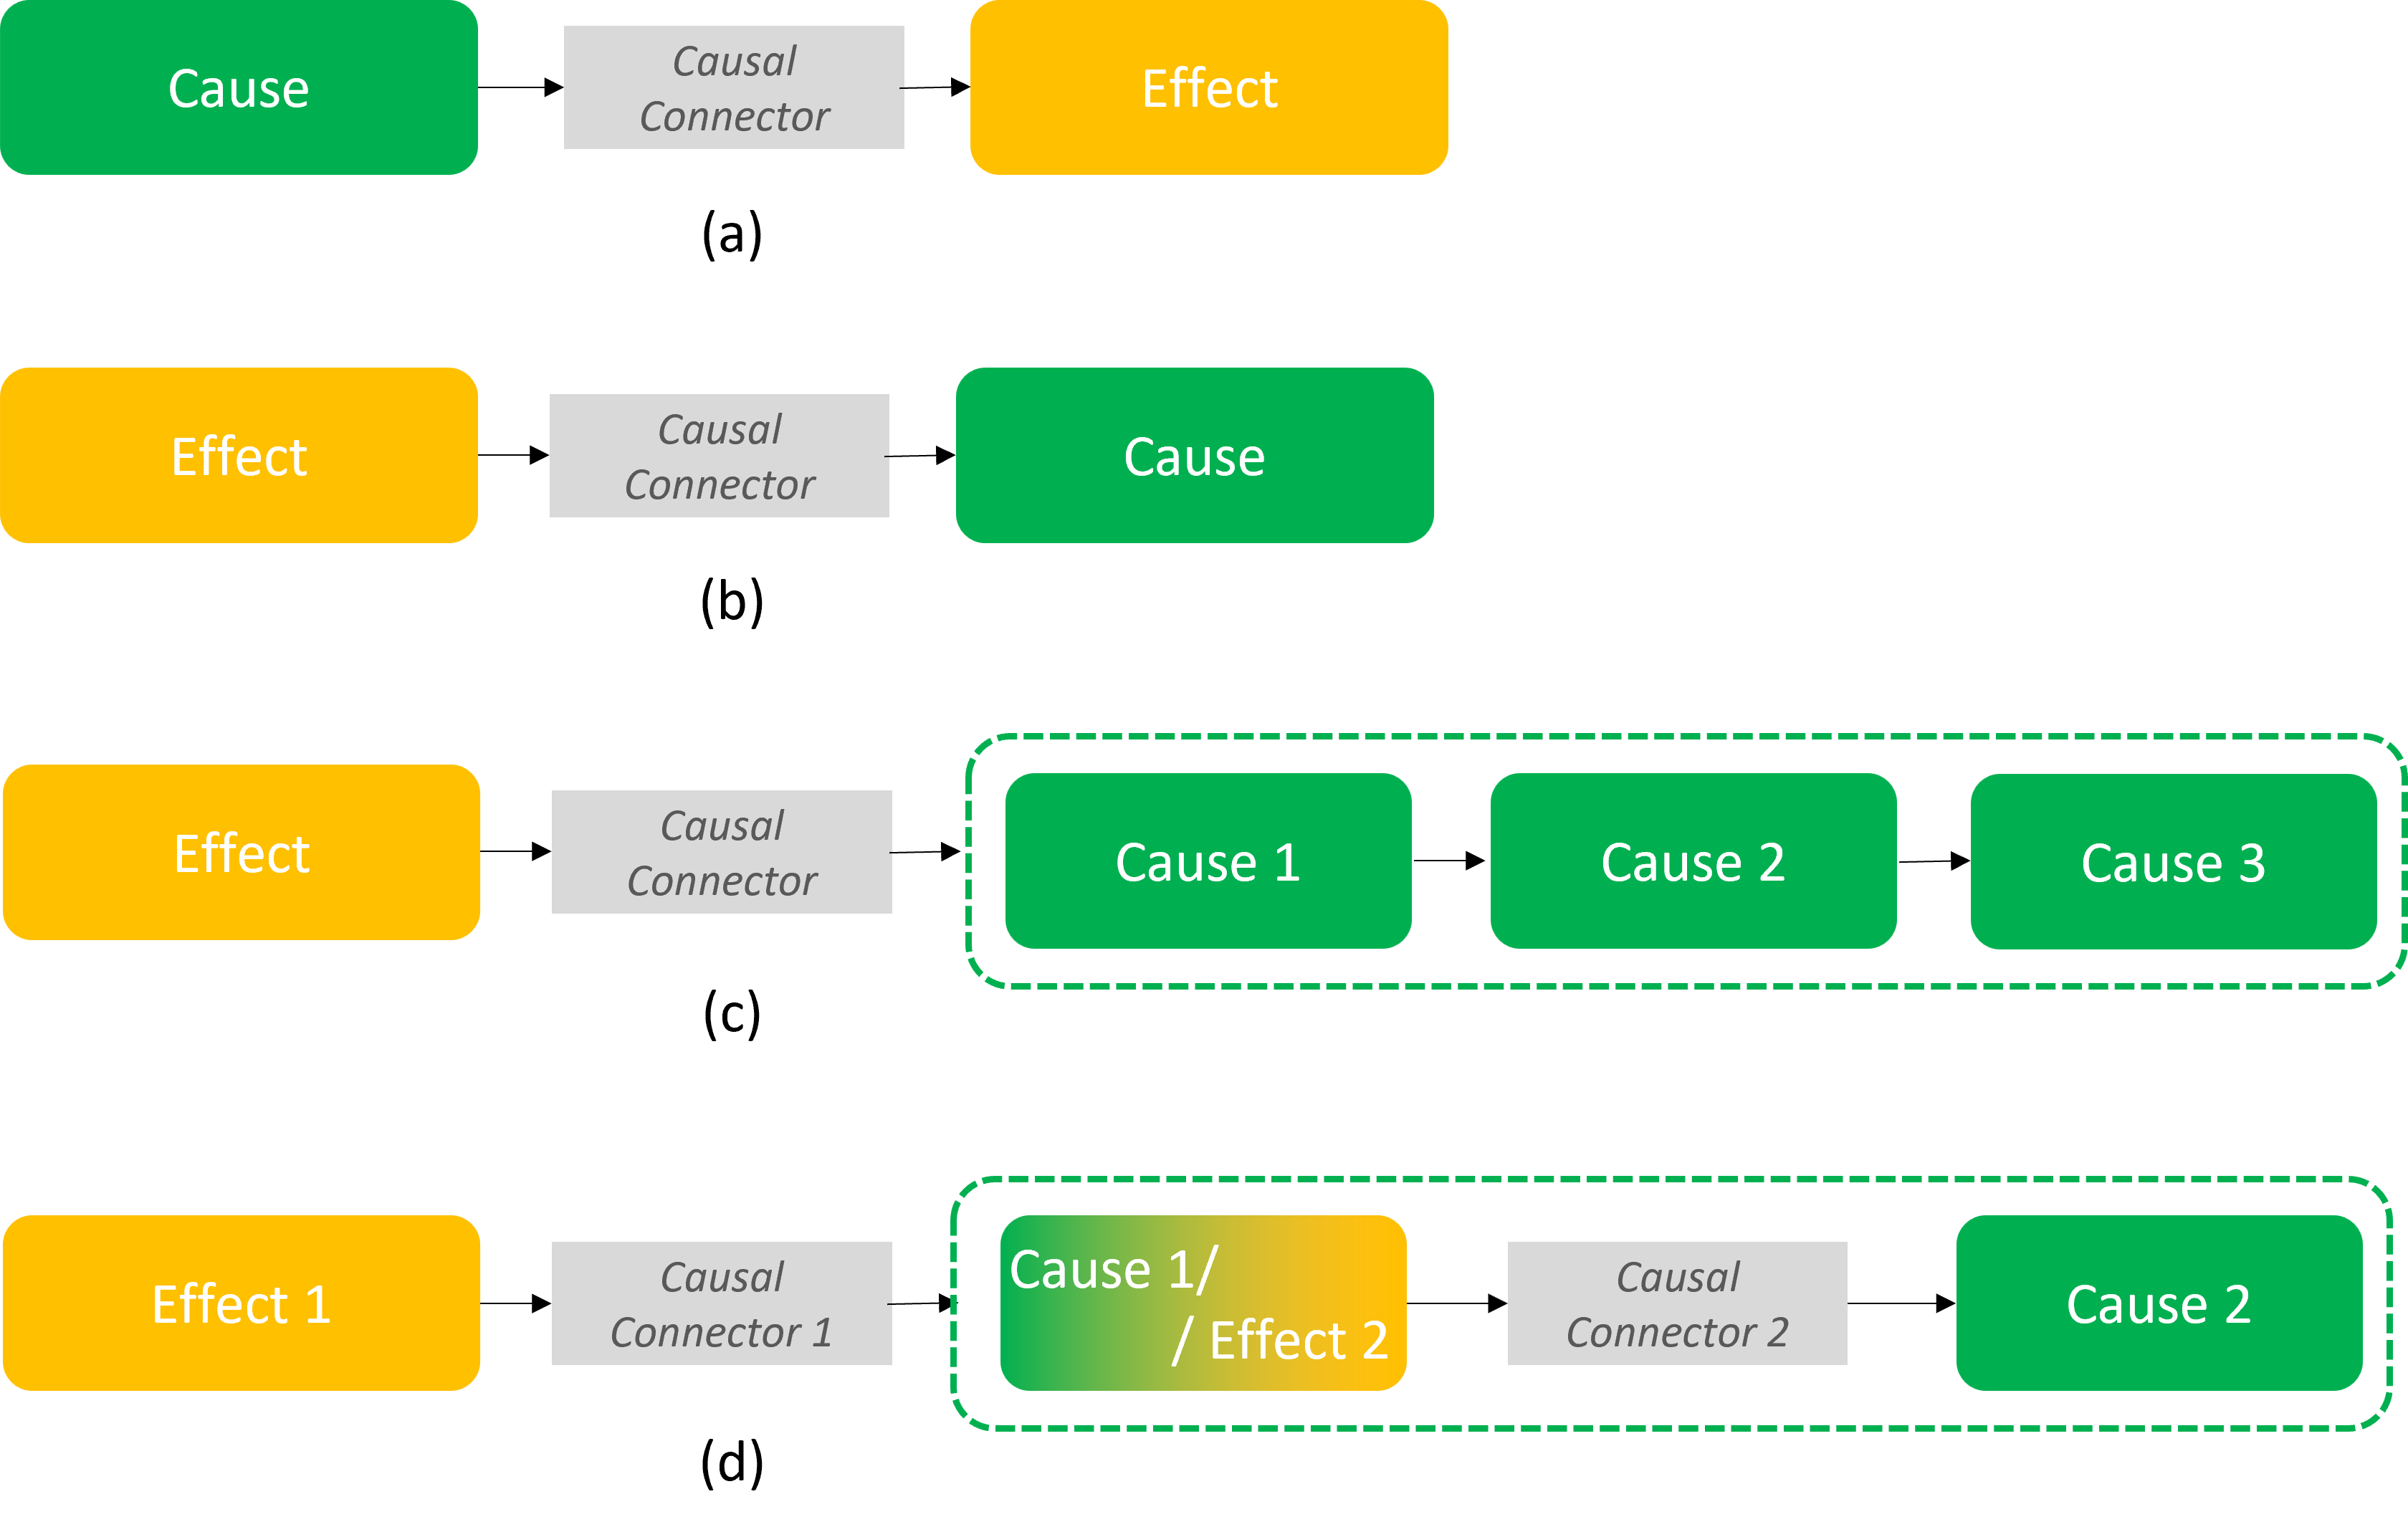 Cause
Causal
Connector
Effect
(a)
Effect
Causal
Connector
Cause
(b)
Effect
Causal
Connector
Cause 1
Cause 2
Cause 3
(c)
Effect 1
Causal
Connector 1
Cause 1/
/ Effect 2
Causal
Connector 2
Cause 2
(d)